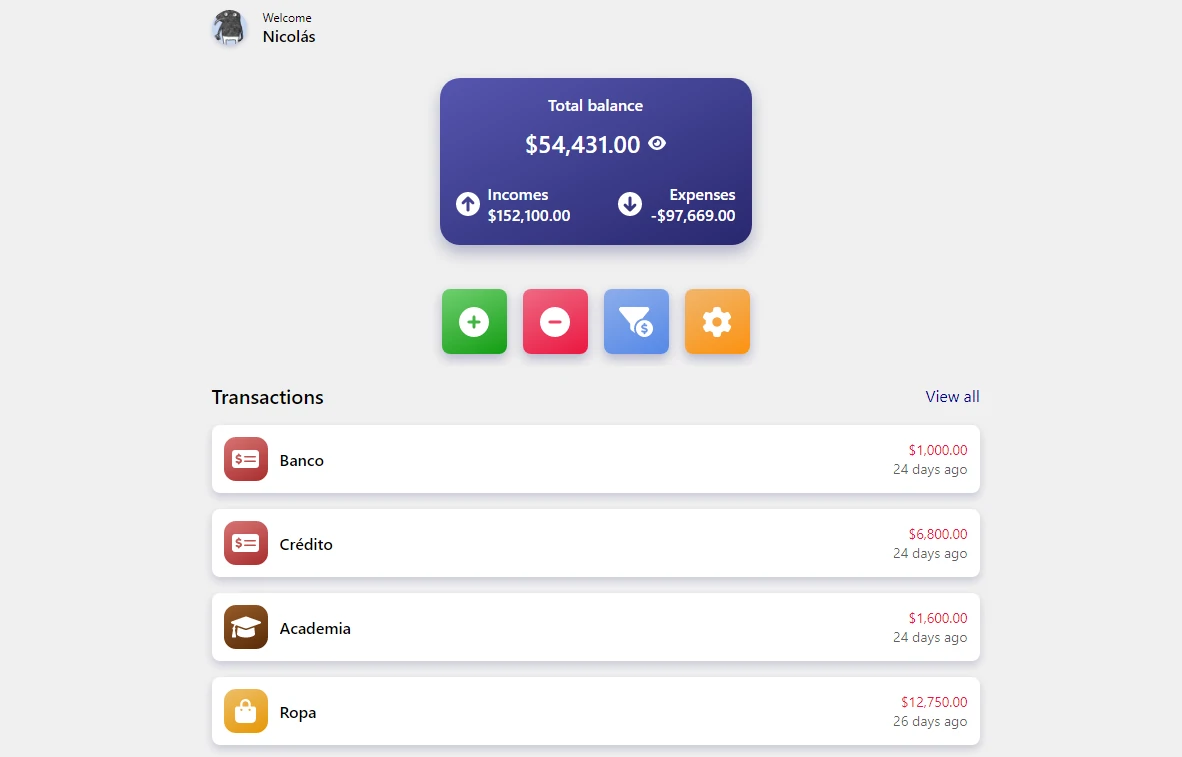 Welcome
Nicolás
Total balance
$54,431.00
Incomes
$152,100.00
Expenses
-$97,669.00
$
Transactions
View all
$
Banco
$1,000.00
24 days ago
$
Crédito
$6,800.00
24 days ago
Academia
$1,600.00
24 days ago
Ropa
$12,750.00
26 days ago